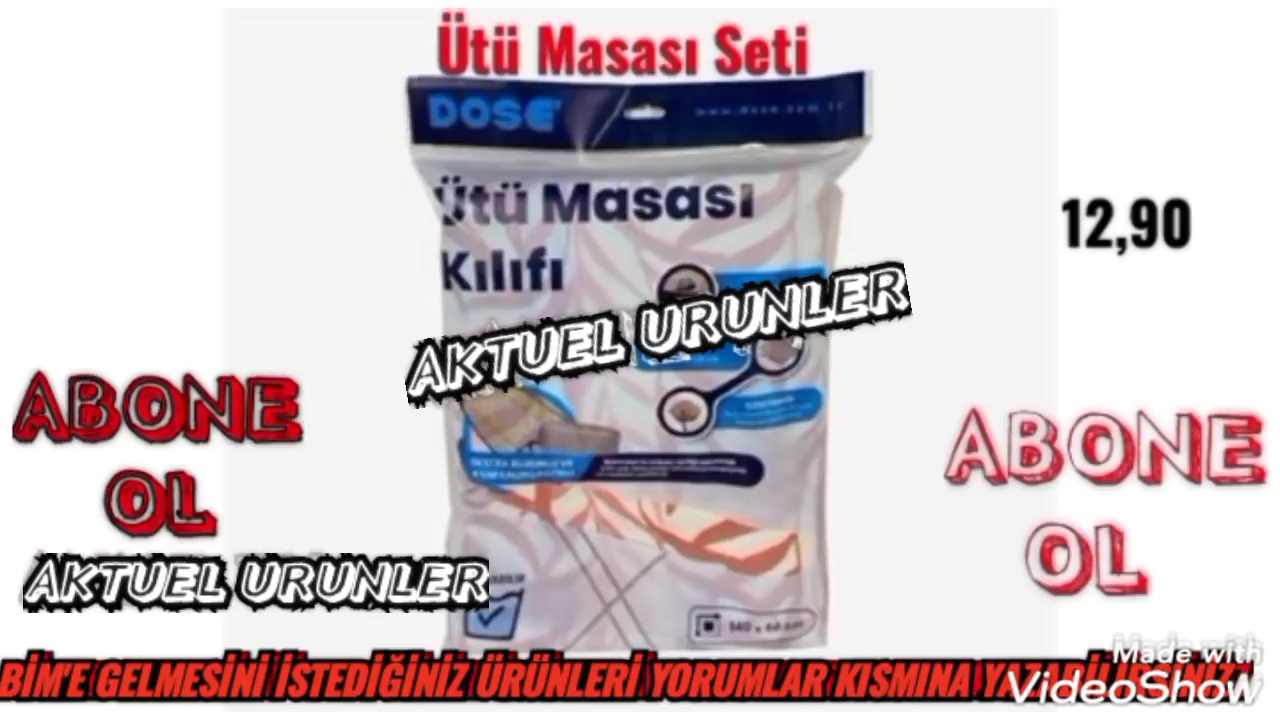 Ütü Masası Seti
DOSE
Ütü Masası
Kılıfı
12,90
AKTUEL URUNLER
ABONE
OL
ABONE
OL
AKTUEL URUNLER
BİM'E GELMESİNİ İSTEDİĞİNİZ ÜRÜNLERİ YORUMLAR KISMINA
Made with
VideoShow